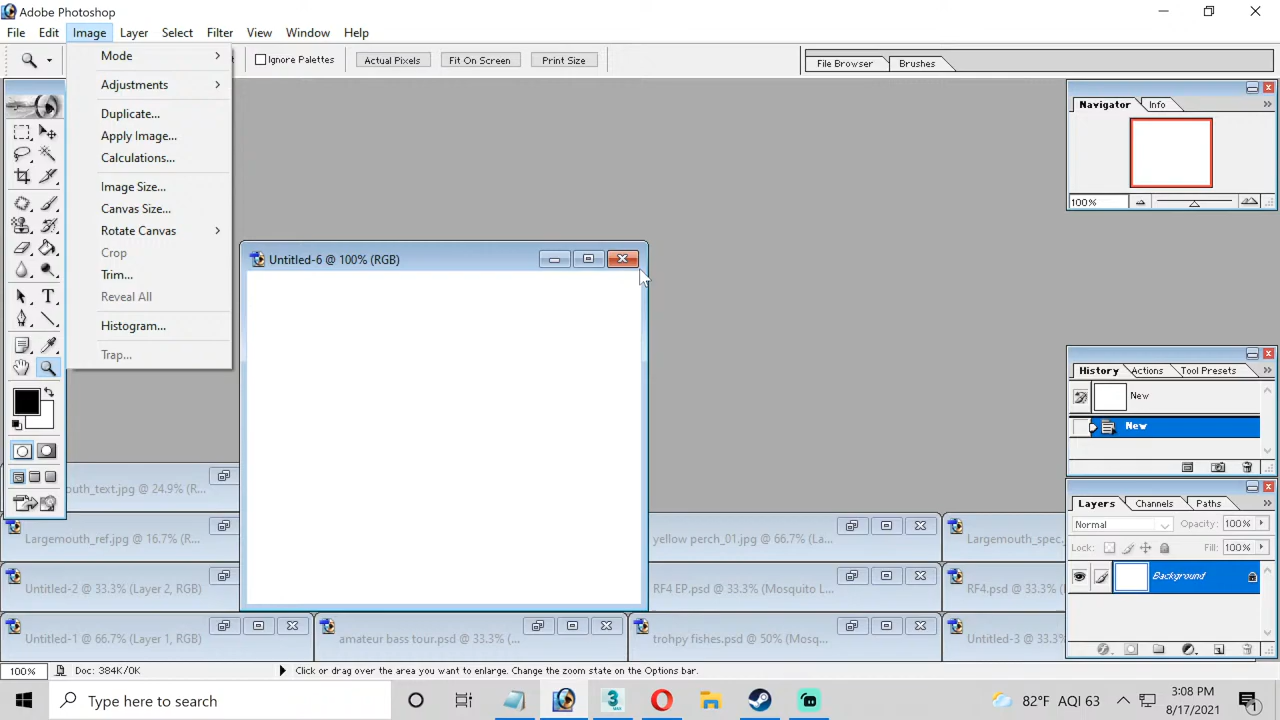 Adobe Photoshop
File Edit Image Layer Select Filter View Window Help
Ignore Palettes
Actual Pixels
Fit On Screen
Print Size
File Browser
Brushes
Mode
Adjustments
Duplicate...
Apply Image...
Calculations...
Image Size...
Canvas Size...
Rotate Canvas
Crop
Trim...
Reveal All
Histogram...
Trap...
Navigator
Info
100%
Untitled-6 @ 100% (RGB)
History
Actions
Tool Presets
New
New
Layers
Channels
Paths
Normal
Opacity: 100%
Lock:
Fill: 100%
Background
outh_text.jpg @ 24.9% (R...
Largemouth_ref.jpg @ 16.7% (R...
yellow perch_01.jpg @ 66.7% (La...
Largemouth_spec.
Untitled-2 @ 33.3% (Layer 2, RGB)
RF4 EP.psd @ 33.3% (Mosquito L...
RF4.psd @ 33.3% (
Untitled-1 @ 66.7% (Layer 1, RGB)
amateur bass tour.psd @ 33.3% (...
trohpy fishes.psd @ 50% (Mosq...
Untitled-3 @ 33.3%
100%
Doc: 384K/0K
Click or drag over the area you want to enlarge. Change the zoom state on the Options bar.
Type here to search
82°F AQI 63
3:08 PM
8/17/2021